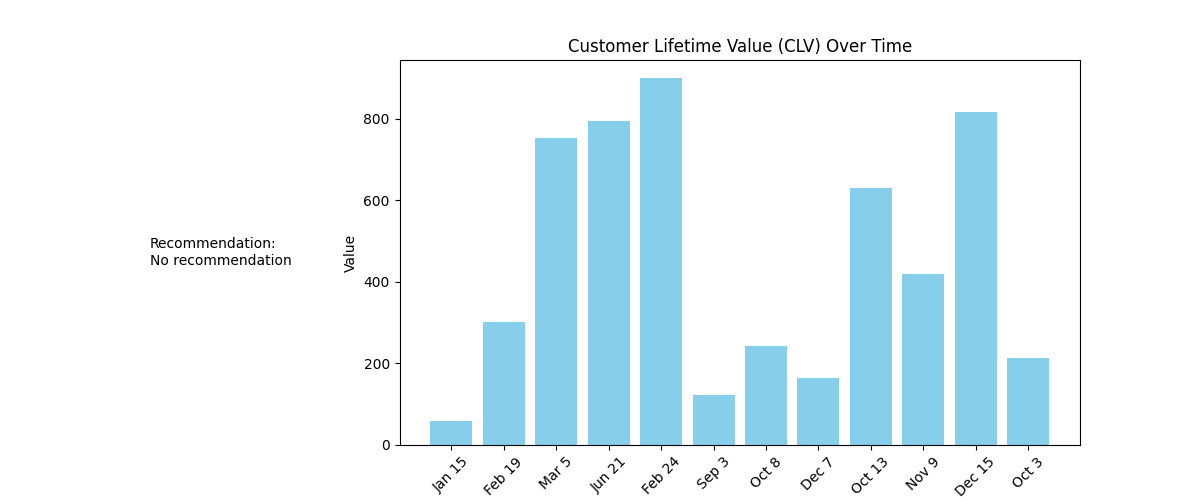 Customer Lifetime Value (CLV) Over Time
Recommendation:
No recommendation
Value
800
600
400
200
0
Jan 15
Feb 19
Mar 5
Jun 21
Feb 24
Sep 3
Oct 8
Dec 7
Oct 13
Nov 9
Dec 15
Oct 3